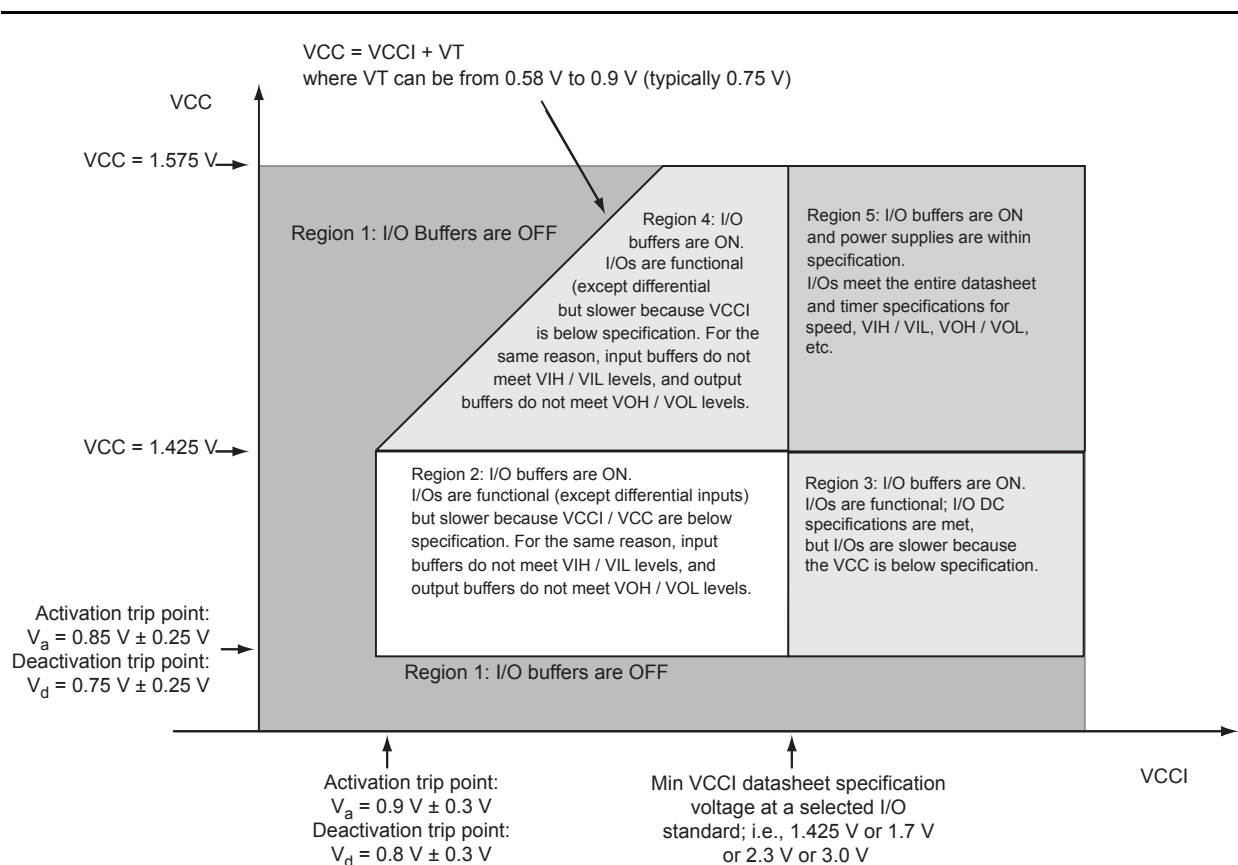 VCC = VCCI + VT
where VT can be from 0.58 V to 0.9 V (typically 0.75 V)
VCC
VCC = 1.575 V
Region 1: I/O Buffers are OFF
Region 4: I/O
buffers are ON.
I/Os are functional
(except differential
but slower because VCCI
is below specification. For the
same reason, input buffers do not
meet VIH / VIL levels, and output
buffers do not meet VOH / VOL levels.
Region 5: I/O buffers are ON
and power supplies are within
specification.
I/Os meet the entire datasheet
and timer specifications for
speed, VIH / VIL, VOH / VOL,
etc.
VCC = 1.425 V
Region 2: I/O buffers are ON.
I/Os are functional (except differential inputs)
but slower because VCCI / VCC are below
specification. For the same reason, input
buffers do not meet VIH / VIL levels, and
output buffers do not meet VOH / VOL levels.
Region 3: I/O buffers are ON.
I/Os are functional; I/O DC
specifications are met,
but I/Os are slower because
the VCC is below specification.
Activation trip point:
Va = 0.85 V ± 0.25 V
Deactivation trip point:
Vd = 0.75 V ± 0.25 V
Region 1: I/O buffers are OFF
Activation trip point:
Va = 0.9 V ± 0.3 V
Deactivation trip point:
Vd = 0.8 V ± 0.3 V
Min VCCI datasheet specification
voltage at a selected I/O
standard; i.e., 1.425 V or 1.7 V
or 2.3 V or 3.0 V
VCCI